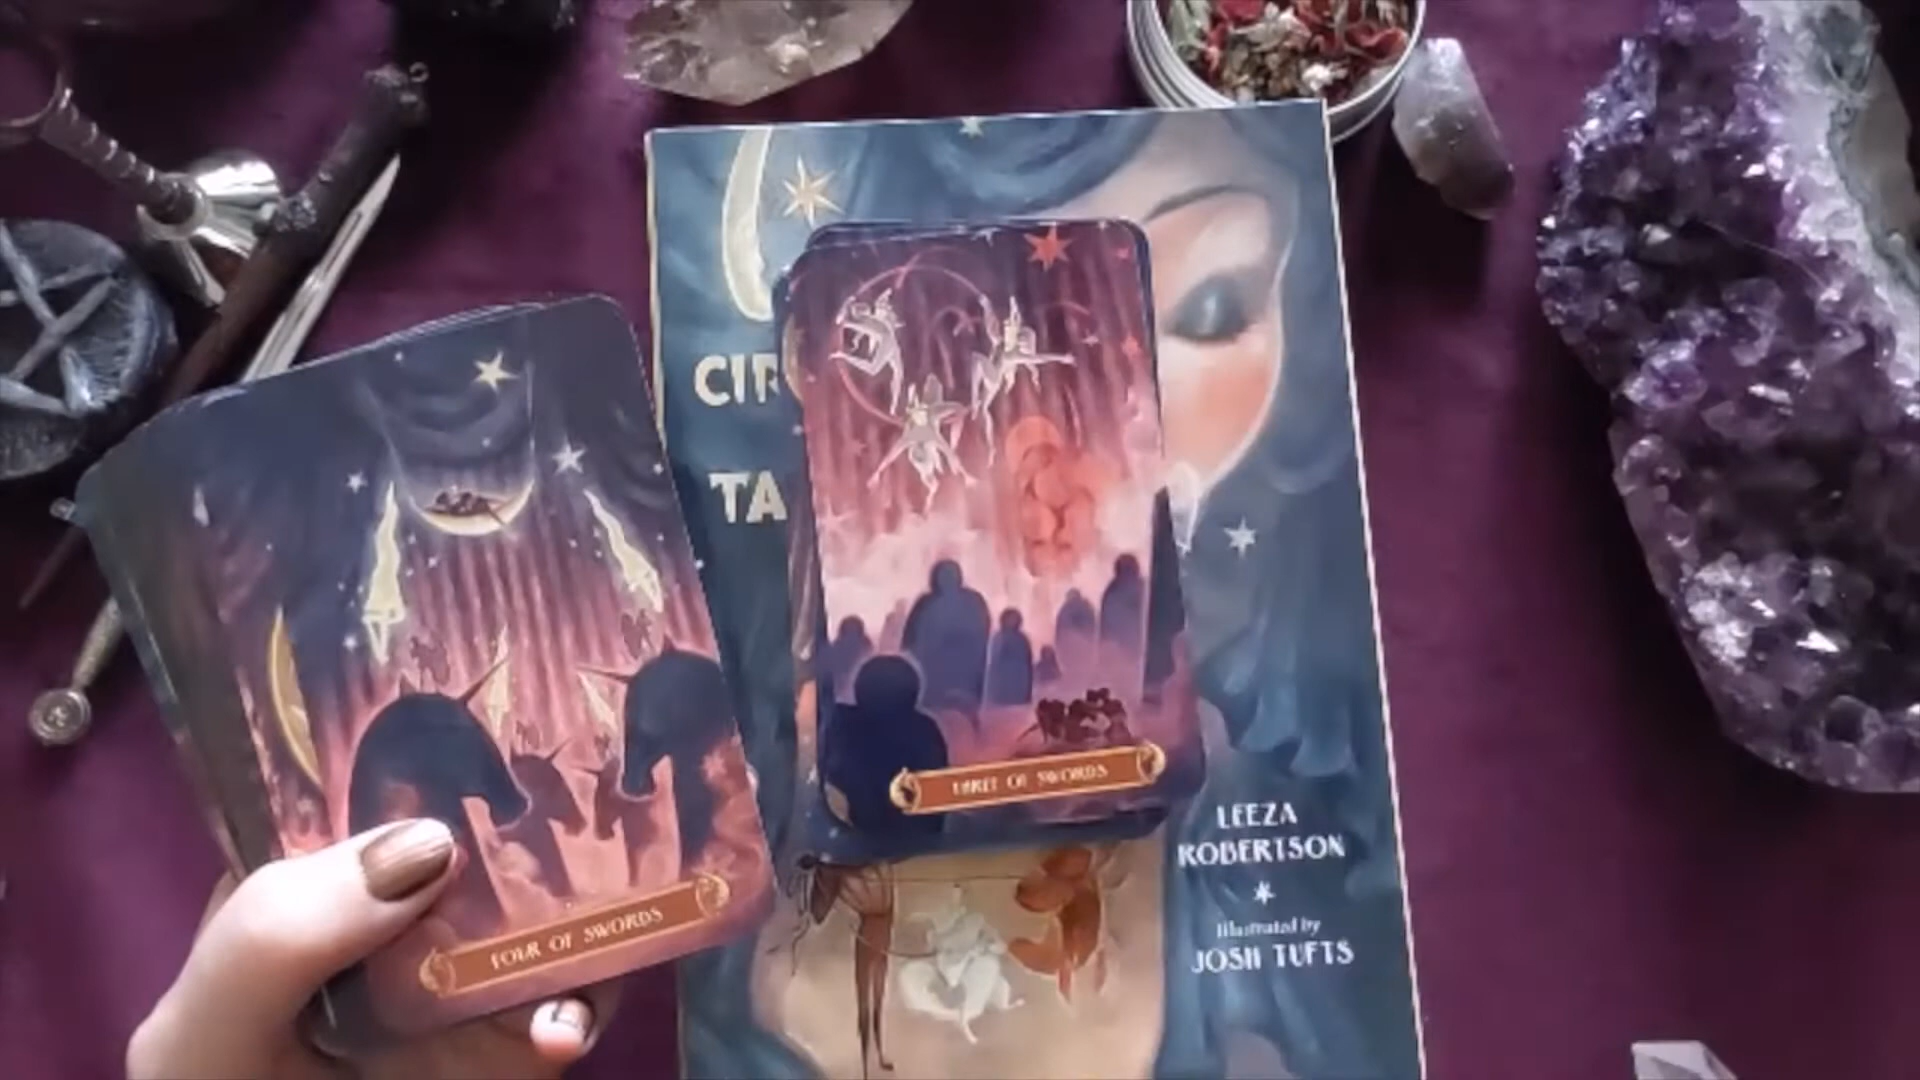 CIR
TA
LEEZA
ROBERTSON
Illustrated by
JOSH TUFTS
THREE OF SWORDS
FOUR OF SWORDS